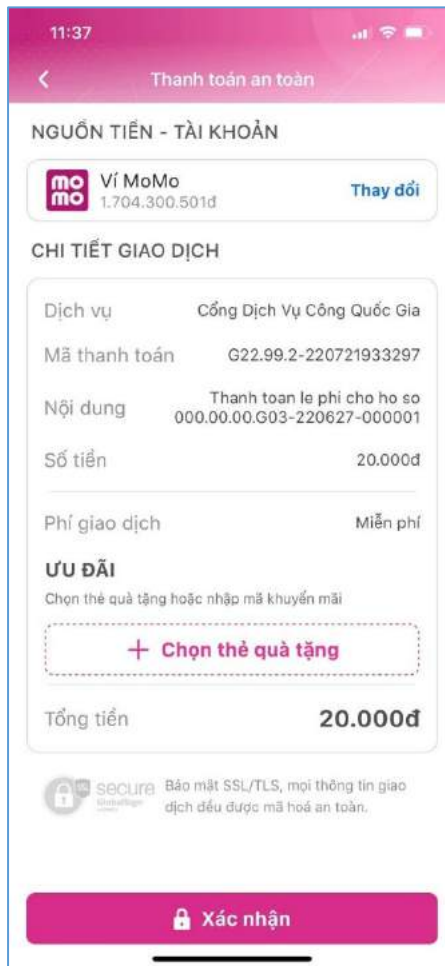 11:37
Thanh toán an toàn
NGUỒN TIỀN - TÀI KHOẢN
mo
mo
Ví MoMo
1.704.300.501đ
Thay đổi
CHI TIẾT GIAO DỊCH
Dịch vụ Cổng Dịch Vụ Công Quốc Gia
Mã thanh toán G22.99.2-220721933297
Nội dung Thanh toan le phi cho ho so
000.00.00.G03-220627-000001
Số tiền 20.000đ
Phí giao dịch Miễn phí
ƯU ĐÃI
Chọn thẻ quà tặng hoặc nhập mã khuyến mãi
+ Chọn thẻ quà tặng
Tổng tiền 20.000đ
SSL
secure
GlobalSign
Bảo mật SSL/TLS, mọi thông tin giao
dịch đều được mã hoá an toàn.
Xác nhận